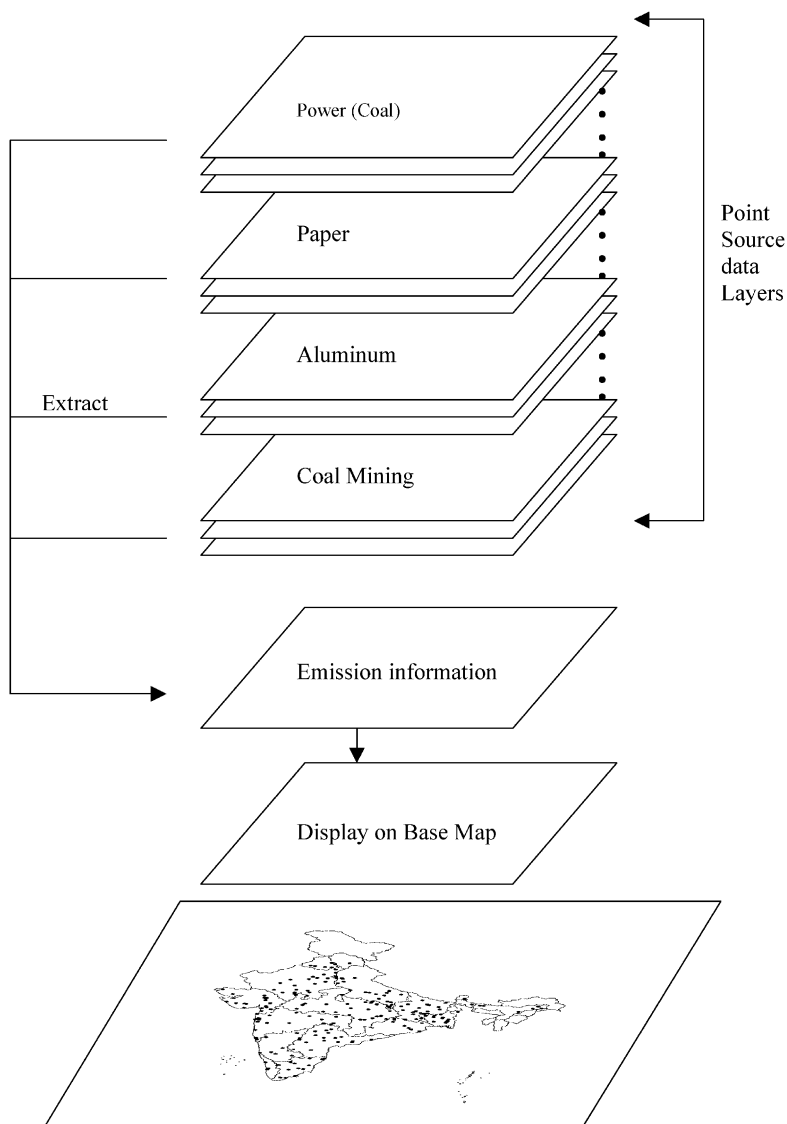 Power (Coal)
Paper
Point
Source
data
Layers
Aluminum
Extract
Coal Mining
Emission information
Display on Base Map